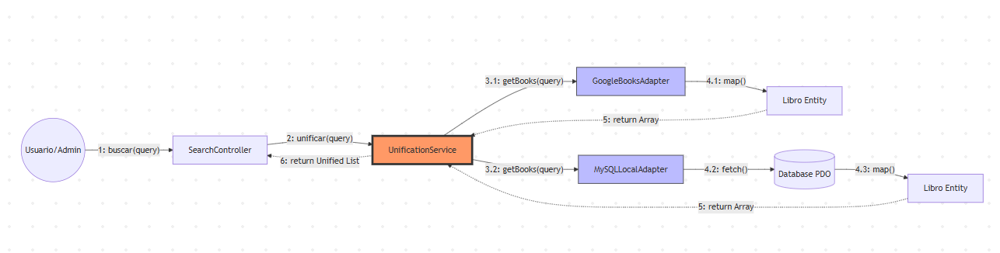 Usuario/Admin
1: buscar(query)
SearchController
2: unificar(query)
6: return Unified List
UnificationService
3.1: getBooks(query)
GoogleBooksAdapter
4.1: map()
Libro Entity
5: return Array
3.2: getBooks(query)
MySQLLocalAdapter
4.2: fetch()
Database PDO
4.3: map()
Libro Entity
5: return Array